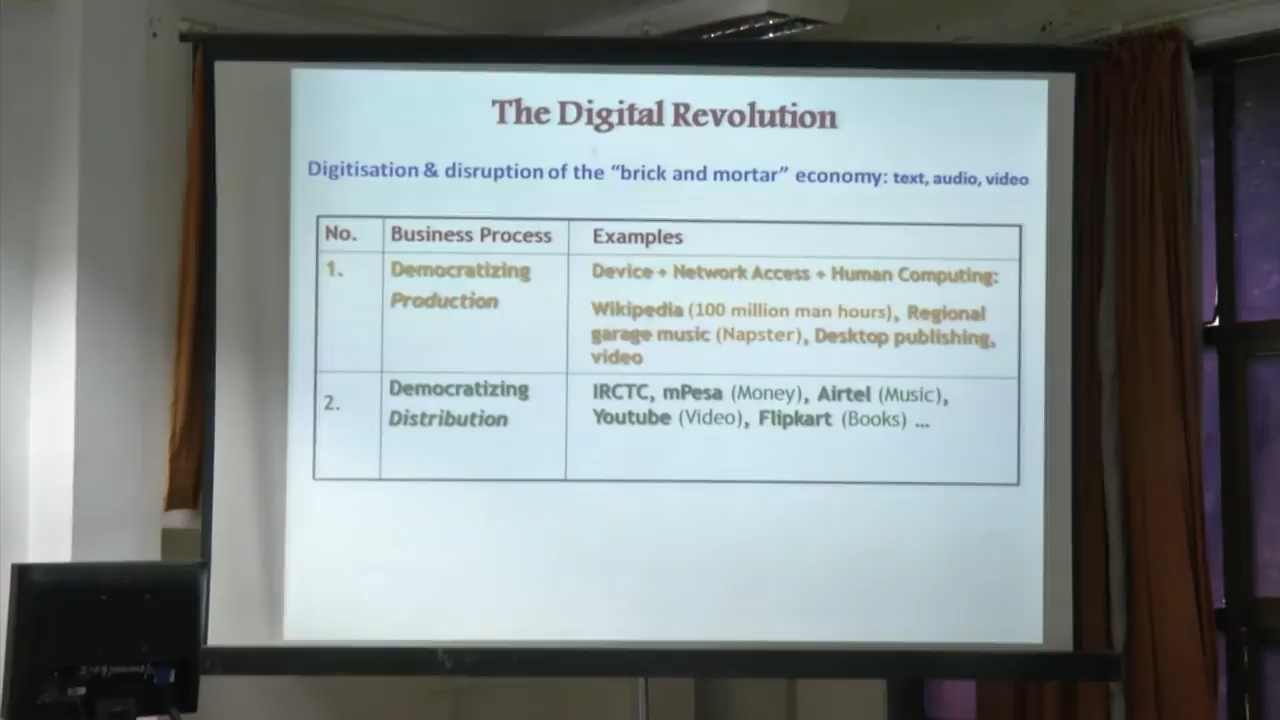 The Digital Revolution
Digitisation & disruption of the “brick and mortar” economy: text, audio, video
No. Business Process Examples
1. Democratizing Production Device + Network Access + Human Computing:
Wikipedia (100 million man hours), Regional
garage music (Napster), Desktop publishing,
video
2. Democratizing Distribution IRCTC, mPesa (Money), Airtel (Music),
Youtube (Video), Flipkart (Books) ...